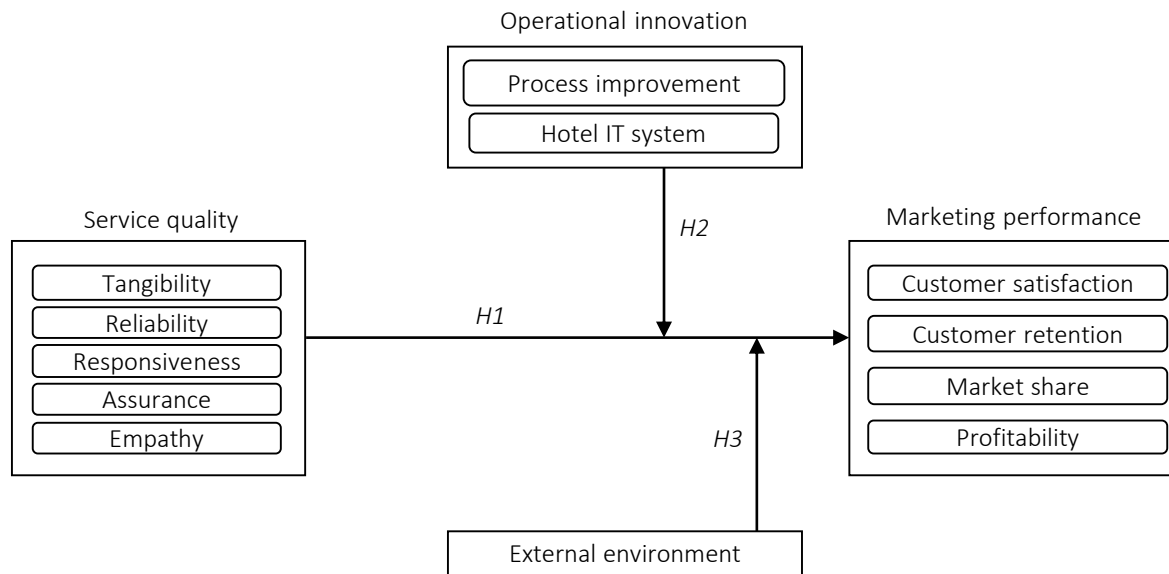 Operational innovation
Process improvement
Hotel IT system
Service quality
Tangibility
Reliability
Responsiveness
Assurance
Empathy
H1
H2
H3
Marketing performance
Customer satisfaction
Customer retention
Market share
Profitability
External environment